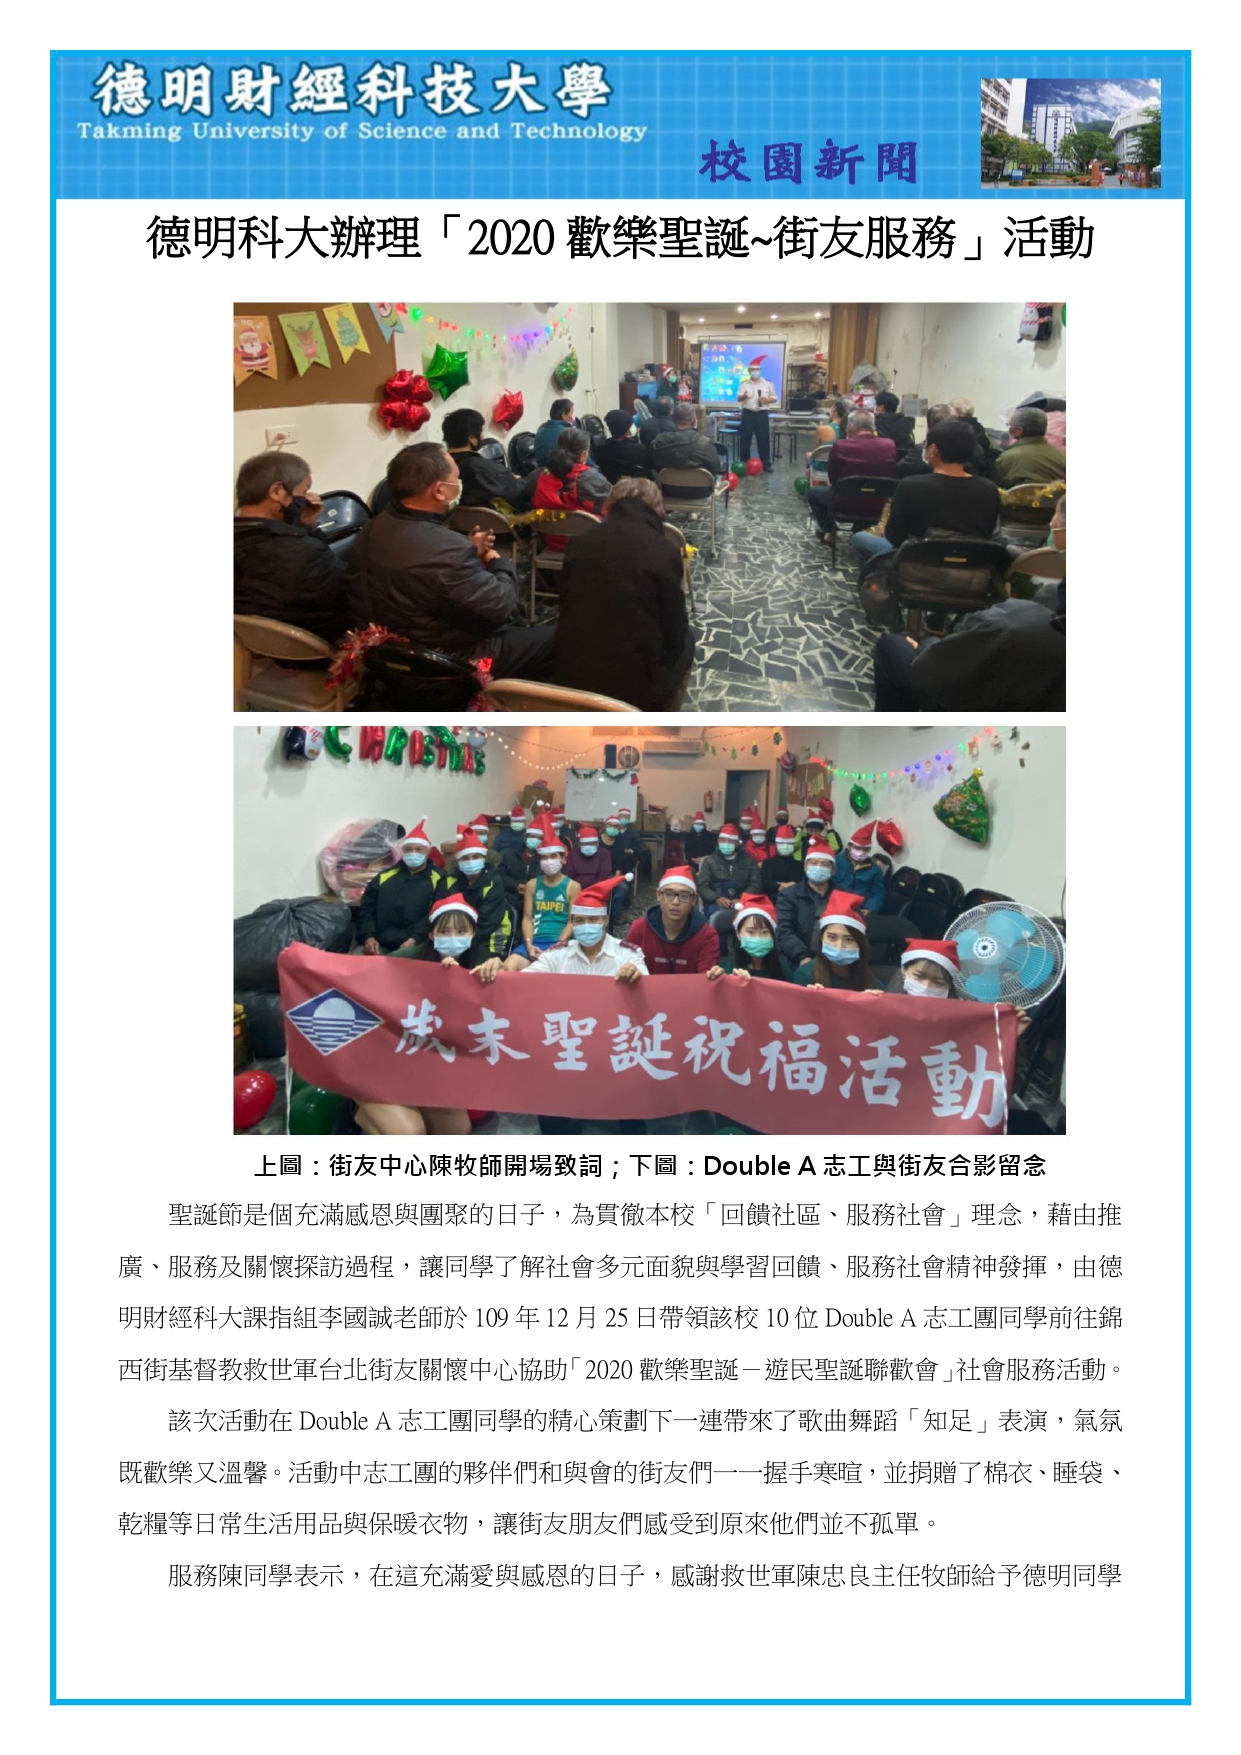 德明財經科技大學
Takming University of Science and Technology
校園新聞
德明科大辦理「2020 歡樂聖誕~街友服務」活動
CHRISTMAS
TAIPEI
歲末聖誕祝福活動
上圖：街友中心陳牧師開場致詞；下圖：Double A 志工與街友合影留念
聖誕節是個充滿感恩與團聚的日子，為貫徹本校「回饋社區、服務社會」理念，藉由推
廣、服務及關懷探訪過程，讓同學了解社會多元面貌與學習回饋、服務社會精神發揮，由德
明財經科大課指組李國誠老師於 109 年 12 月 25 日帶領該校 10 位 Double A 志工團同學前往錦
西街基督教救世軍台北街友關懷中心協助「2020 歡樂聖誕－遊民聖誕聯歡會」社會服務活動。
該次活動在 Double A 志工團同學的精心策劃下一連帶來了歌曲舞蹈「知足」表演，氣氛
既歡樂又溫馨。活動中志工團的夥伴們和與會的街友們一一握手寒暄，並捐贈了棉衣、睡袋、
乾糧等日常生活用品與保暖衣物，讓街友朋友們感受到原來他們並不孤單。
服務陳同學表示，在這充滿愛與感恩的日子，感謝救世軍陳忠良主任牧師給予德明同學